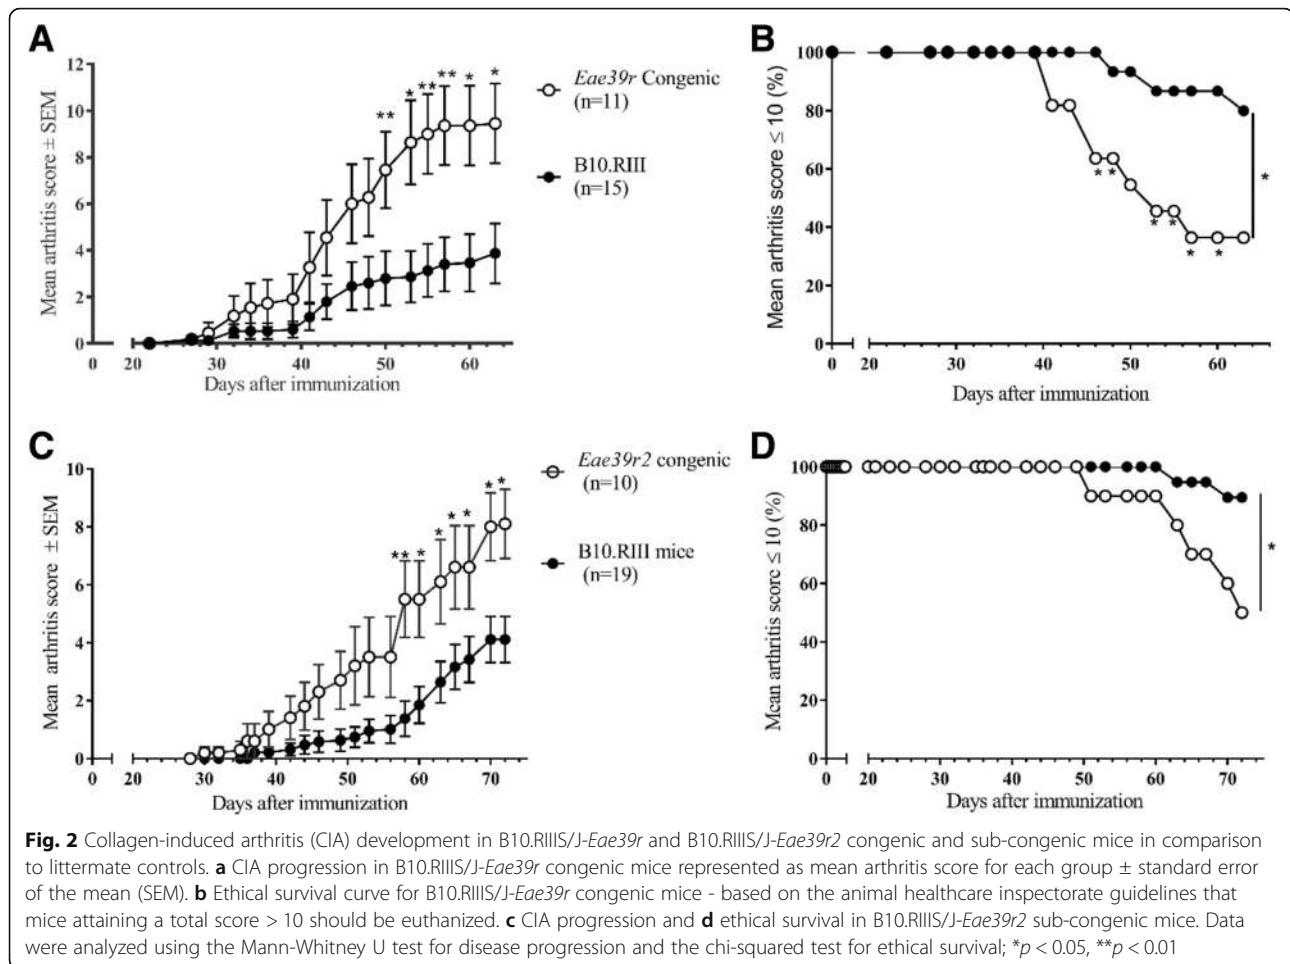 A
Mean arthritis score ± SEM
12
10
8
6
4
2
0
** * ** ** * *
0 20 30 40 50 60
Days after immunization
Eae39r Congenic
(n=11)
B10.RIII
(n=15)
B
Mean arthritis score ≤ 10 (%)
100
80
60
40
20
0
* *
* *
* *
*
0 20 30 40 50 60
Days after immunization
C
Mean arthritis score ± SEM
10
8
6
4
2
0
** * * * * * *
0 20 30 40 50 60 70
Days after immunization
Eae39r2 congenic
(n=10)
B10.RIII mice
(n=19)
D
Mean arthritis score ≤ 10 (%)
100
80
60
40
20
0
*
0 20 30 40 50 60 70
Days after immunization
Fig. 2 Collagen-induced arthritis (CIA) development in B10.RIIIS/J-Eae39r and B10.RIIIS/J-Eae39r2 congenic and sub-congenic mice in comparison
to littermate controls. a CIA progression in B10.RIIIS/J-Eae39r congenic mice represented as mean arthritis score for each group ± standard error
of the mean (SEM). b Ethical survival curve for B10.RIIIS/J-Eae39r congenic mice - based on the animal healthcare inspectorate guidelines that
mice attaining a total score > 10 should be euthanized. c CIA progression and d ethical survival in B10.RIIIS/J-Eae39r2 sub-congenic mice. Data
were analyzed using the Mann-Whitney U test for disease progression and the chi-squared test for ethical survival; *p < 0.05, **p < 0.01